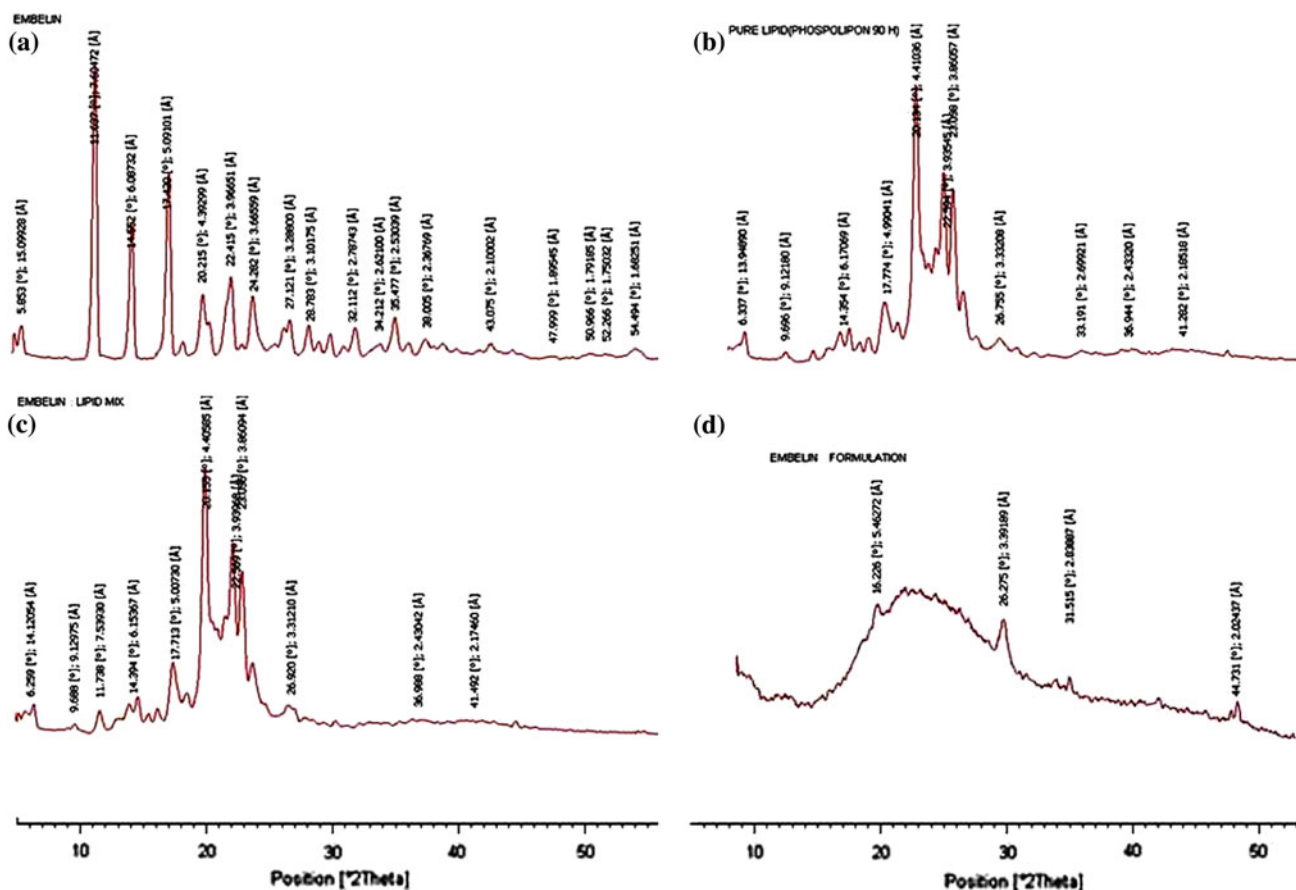 EMBELIN
(a)
5.853 [°]; 15.09928 [Å]
11.637 [°]; 7.60472 [Å]
14.552 [°]; 6.08732 [Å]
17.420 [°]; 5.09101 [Å]
20.215 [°]; 4.39299 [Å]
22.415 [°]; 3.96651 [Å]
24.282 [°]; 3.66559 [Å]
27.121 [°]; 3.28800 [Å]
28.783 [°]; 3.10175 [Å]
32.112 [°]; 2.78743 [Å]
34.212 [°]; 2.62100 [Å]
35.477 [°]; 2.53039 [Å]
38.005 [°]; 2.36769 [Å]
43.075 [°]; 2.10002 [Å]
47.999 [°]; 1.89545 [Å]
50.966 [°]; 1.79185 [Å]
52.266 [°]; 1.75032 [Å]
54.494 [°]; 1.68251 [Å]
PURE LIPID(PHOSPOLIPON 90 H)
(b)
6.337 [°]; 13.94690 [Å]
9.696 [°]; 9.12180 [Å]
14.354 [°]; 6.17069 [Å]
17.774 [°]; 4.99041 [Å]
20.134 [°]; 4.41036 [Å]
22.594 [°]; 3.93545 [Å]
23.038 [°]; 3.86057 [Å]
26.755 [°]; 3.33208 [Å]
33.191 [°]; 2.69921 [Å]
36.944 [°]; 2.43320 [Å]
41.282 [°]; 2.18518 [Å]
EMBELIN : LIPID MIX
(c)
6.259 [°]; 14.12054 [Å]
9.688 [°]; 9.12975 [Å]
11.738 [°]; 7.53930 [Å]
14.394 [°]; 6.15367 [Å]
17.713 [°]; 5.00730 [Å]
20.155 [°]; 4.40585 [Å]
22.569 [°]; 3.93968 [Å]
23.036 [°]; 3.86094 [Å]
26.920 [°]; 3.31210 [Å]
36.988 [°]; 2.43042 [Å]
41.492 [°]; 2.17460 [Å]
(d)
EMBELIN FORMULATION
16.226 [°]; 5.46272 [Å]
26.275 [°]; 3.39189 [Å]
31.515 [°]; 2.83887 [Å]
44.731 [°]; 2.02437 [Å]
10 20 30 40 50
Position [°2Theta]
10 20 30 40 50
Position [°2Theta]